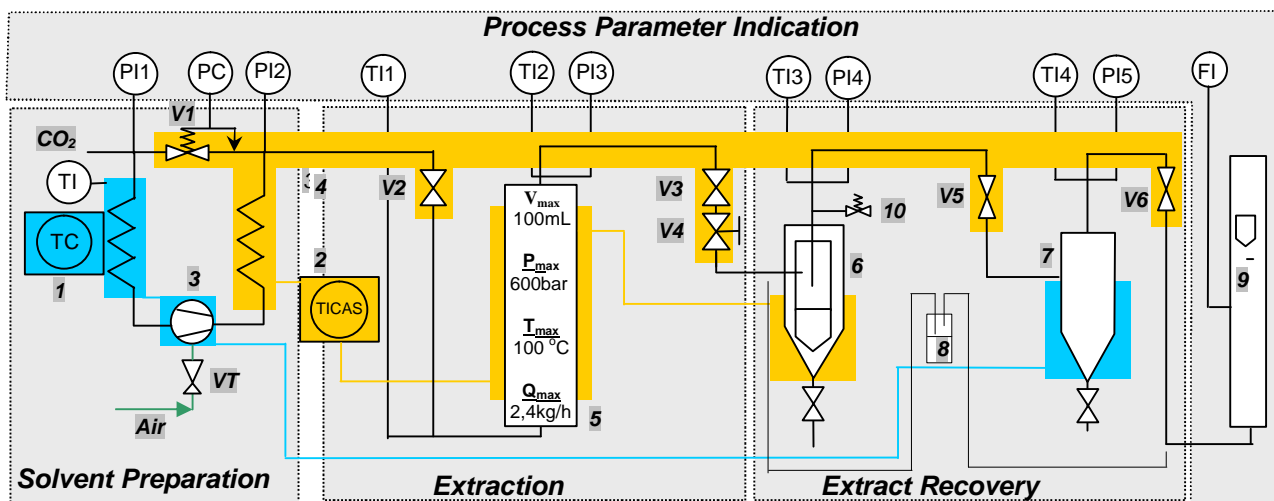 Process Parameter Indication
PI1
PC
PI2
TI1
TI2
PI3
TI3
PI4
TI4
PI5
FI
V1
CO₂
TI
TC
1
3
4
2
TICAS
VT
Air
V2
Vmax
100mL
Pmax
600bar
Tmax
100 °C
Qmax
2,4kg/h
5
V3
V4
10
6
V5
7
V6
8
9
Solvent Preparation
Extraction
Extract Recovery